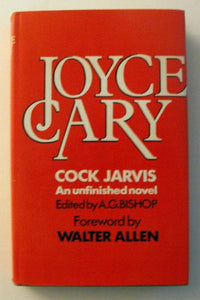 JOYCE
CARY
COCK JARVIS
An unfinished novel
Edited by A.G.BISHOP
Foreword by
WALTER ALLEN